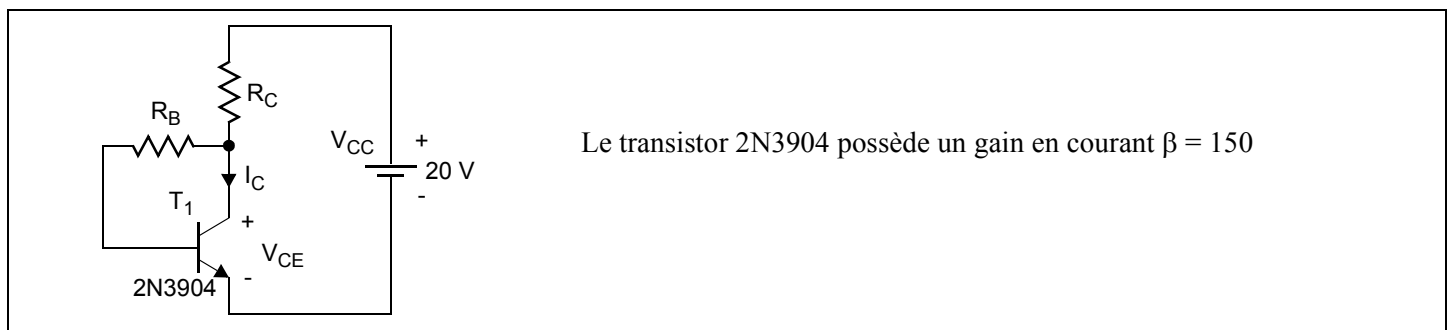 R_C
R_B
V_CC
+
20 V
-
Le transistor 2N3904 possède un gain en courant β = 150
I_C
T_1
+
V_CE
-
2N3904